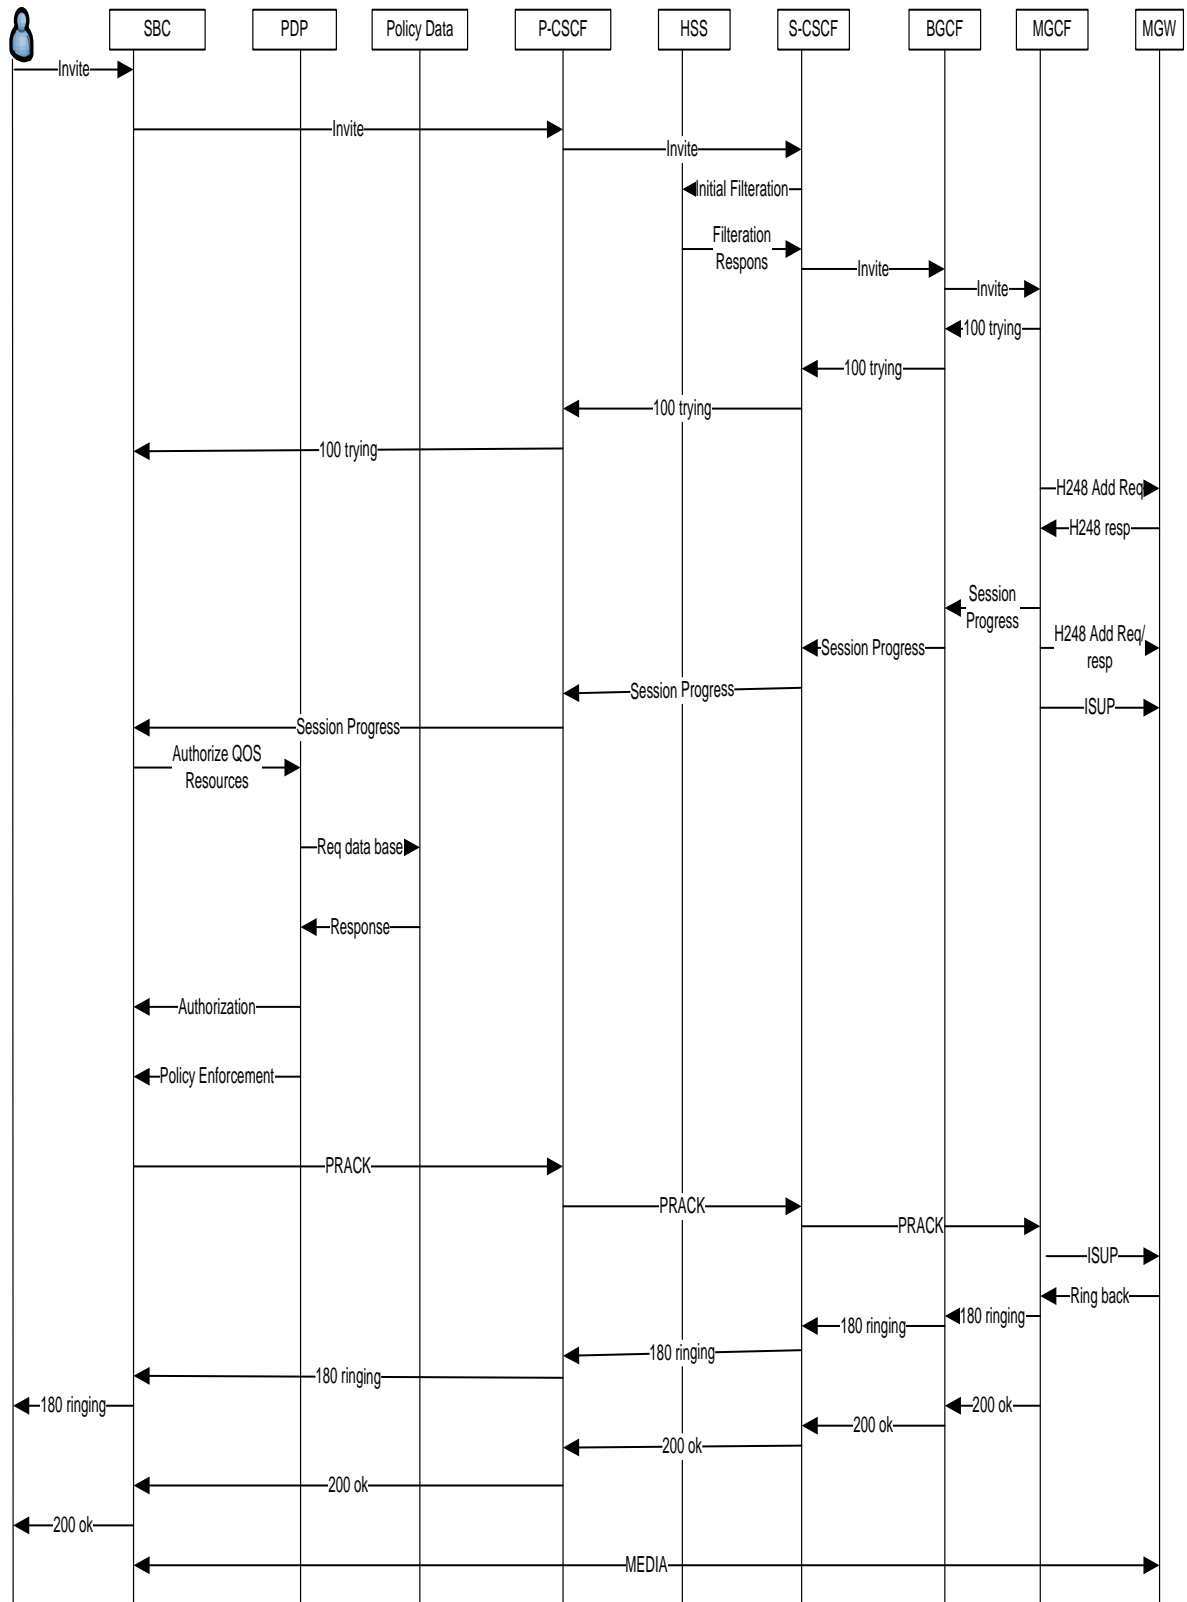 SBC
PDP
Policy Data
P-CSCF
HSS
S-CSCF
BGCF
MGCF
MGW
Invite
Invite
Invite
Initial Filteration
Filteration
Respons
Invite
Invite
100 trying
100 trying
100 trying
100 trying
H248 Add Req
H248 resp
Session
Progress
H248 Add Req/
resp
Session Progress
Session Progress
ISUP
Session Progress
Authorize QOS
Resources
Req data base
Response
Authorization
Policy Enforcement
PRACK
PRACK
PRACK
ISUP
Ring back
180 ringing
180 ringing
180 ringing
180 ringing
180 ringing
200 ok
200 ok
200 ok
200 ok
200 ok
MEDIA